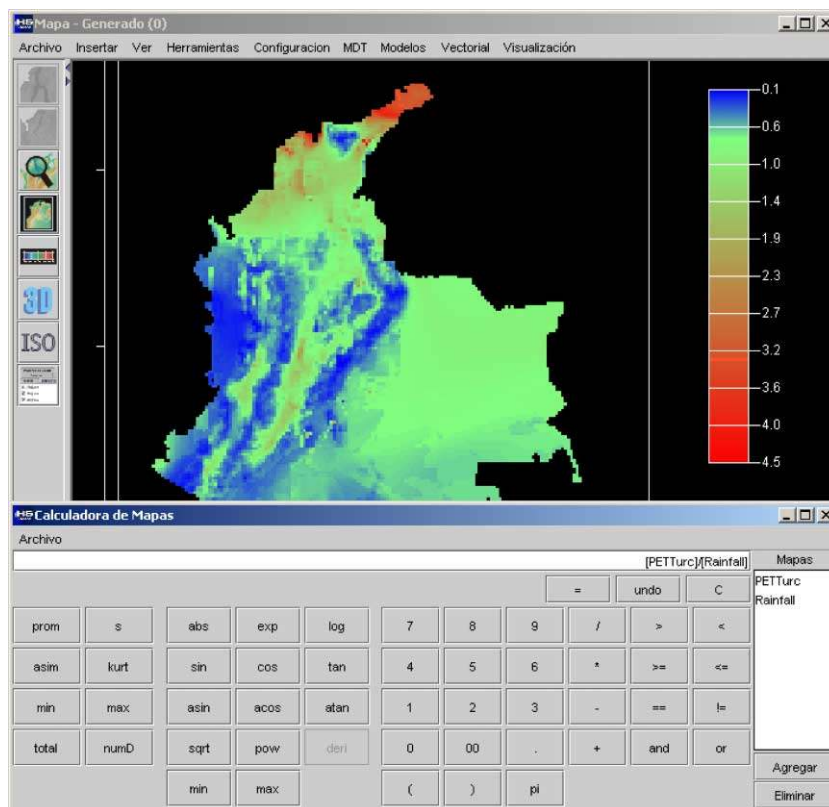 Mapa - Generado (0)
Archivo Insertar Ver Herramientas Configuracion MDT Modelos Vectorial Visualización
0.1
0.6
1.0
1.4
1.9
2.3
2.7
3.2
3.6
4.0
4.5
3D
ISO
Calculadora de Mapas
Archivo
[PETTurc]/[Rainfall]
Mapas
PETTurc
Rainfall
= undo C
prom s abs exp log 7 8 9 / > <
asim kurt sin cos tan 4 5 6 * >= <=
min max asin acos atan 1 2 3 - == !=
total numD sqrt pow deri 0 00 . + and or
min max ( ) pi
Agregar
Eliminar